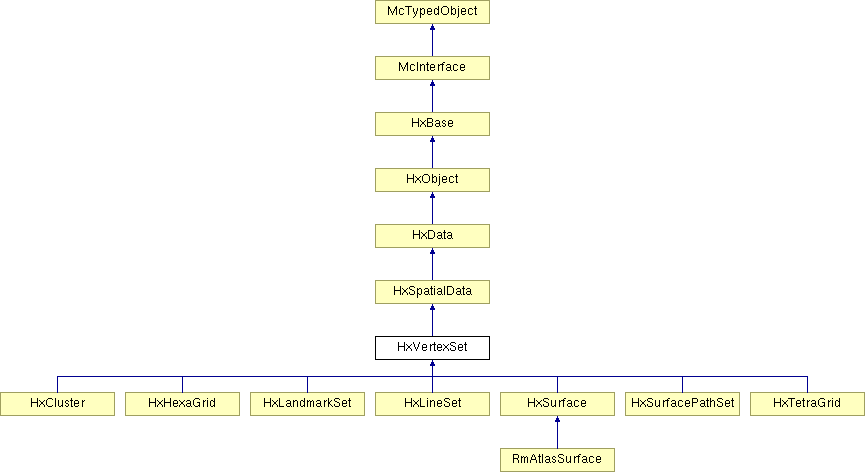 McTypedObject
McInterface
HxBase
HxObject
HxData
HxSpatialData
HxVertexSet
HxCluster
HxHexaGrid
HxLandmarkSet
HxLineSet
HxSurface
HxSurfacePathSet
HxTetraGrid
RmAtlasSurface